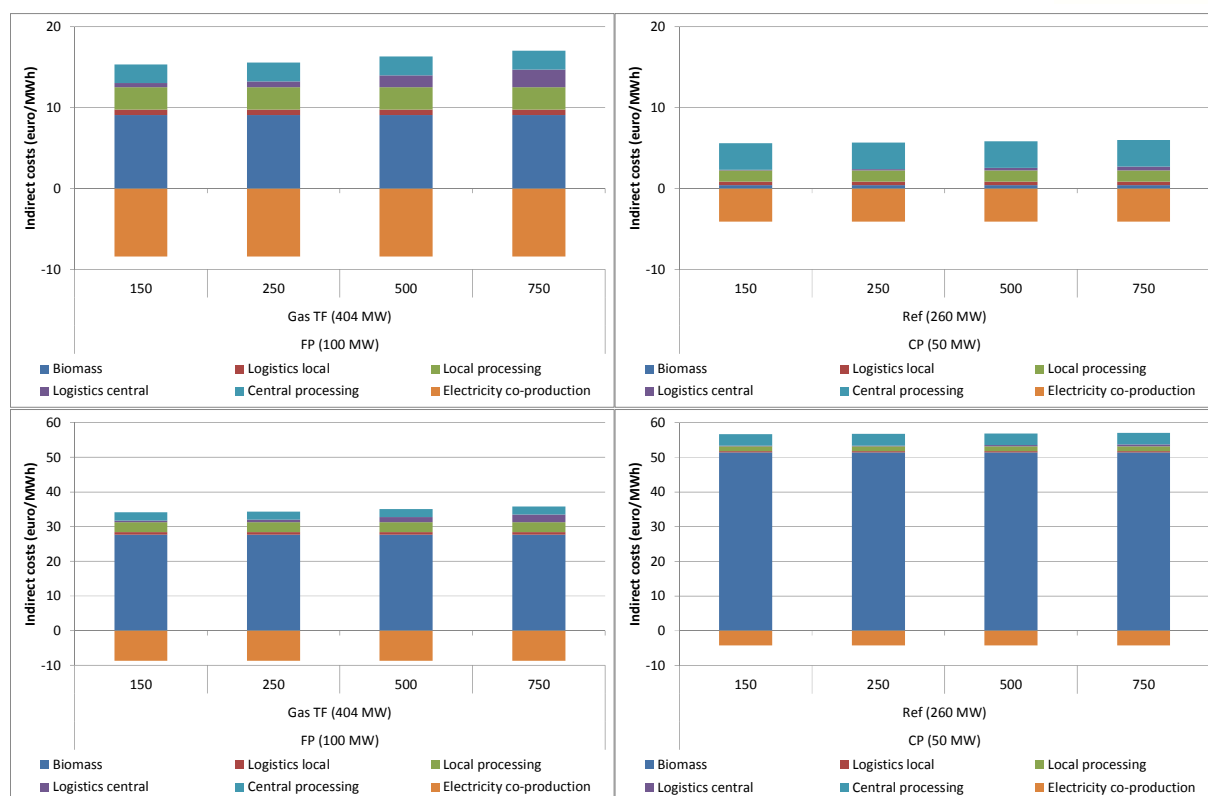 Indirect costs (euro/MWh)
20
10
0
-10
150 250 500 750
Gas TF (404 MW)
FP (100 MW)
Biomass Logistics local Local processing
Logistics central Central processing Electricity co-production
Indirect costs (euro/MWh)
20
10
0
-10
150 250 500 750
Ref (260 MW)
CP (50 MW)
Biomass Logistics local Local processing
Logistics central Central processing Electricity co-production
Indirect costs (euro/MWh)
60
50
40
30
20
10
0
-10
150 250 500 750
Gas TF (404 MW)
FP (100 MW)
Biomass Logistics local Local processing
Logistics central Central processing Electricity co-production
Indirect costs (euro/MWh)
60
50
40
30
20
10
0
-10
150 250 500 750
Ref (260 MW)
CP (50 MW)
Biomass Logistics local Local processing
Logistics central Central processing Electricity co-production